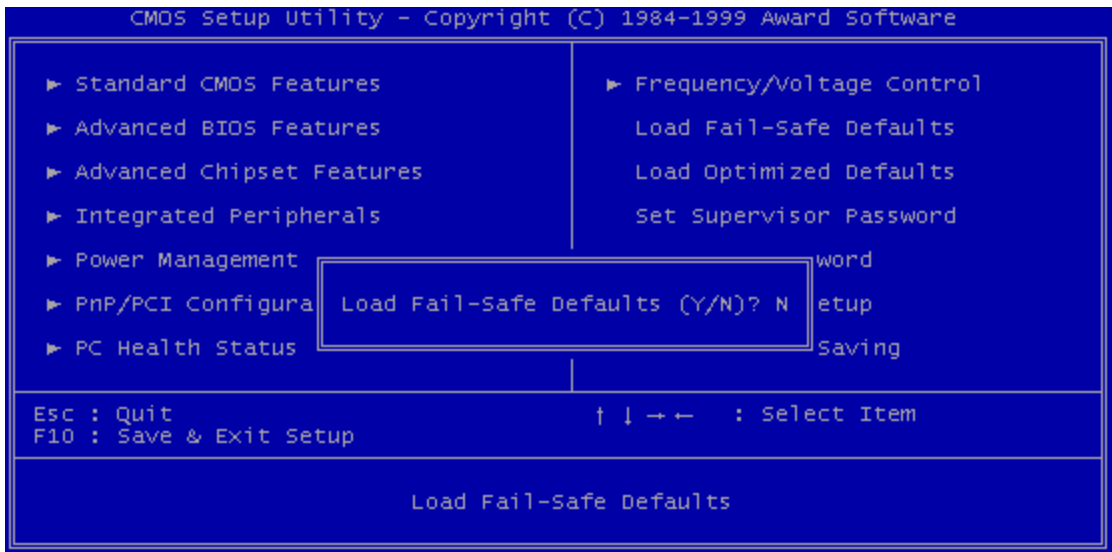 CMOS Setup Utility – Copyright (C) 1984–1999 Award Software
► Standard CMOS Features
► Advanced BIOS Features
► Advanced Chipset Features
► Integrated Peripherals
► Power Management
► PnP/PCI Configura
► PC Health Status
► Frequency/Voltage Control
Load Fail-Safe Defaults
Load Optimized Defaults
Set Supervisor Password
word
etup
Saving
Load Fail-Safe Defaults (Y/N)? N
Esc : Quit
F10 : Save & Exit Setup
↑ ↓ → ← : Select Item
Load Fail-Safe Defaults